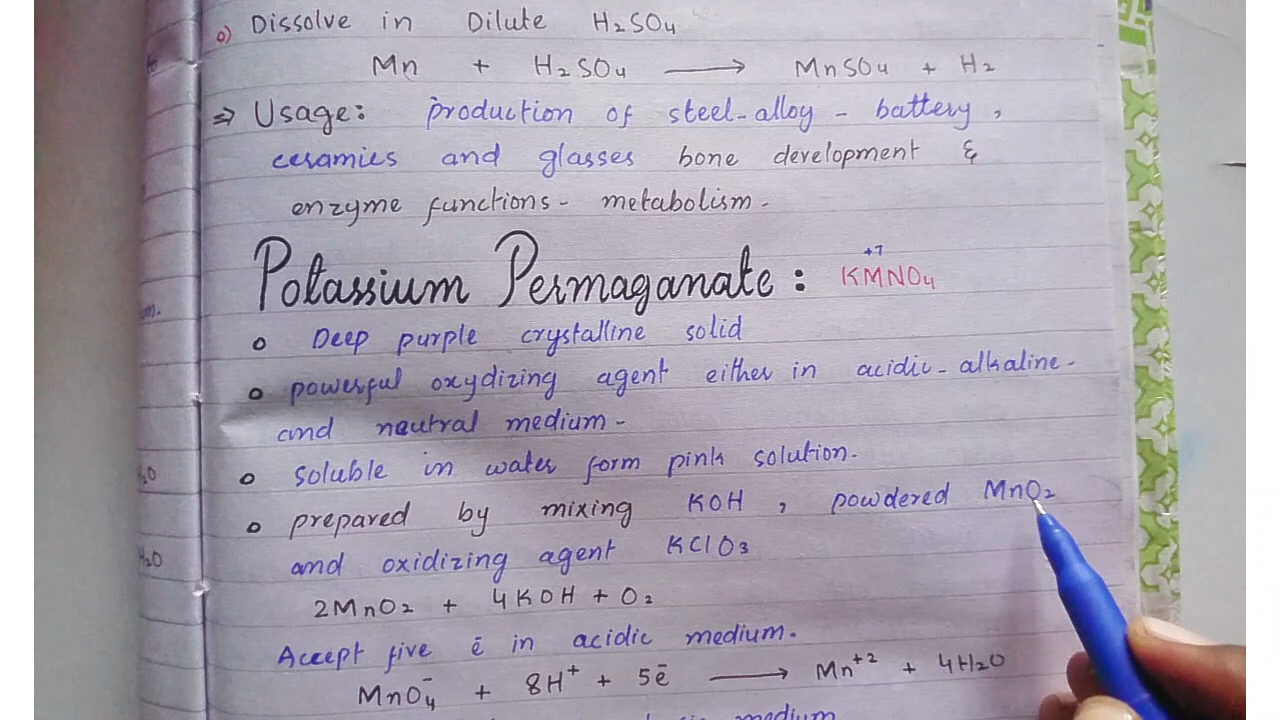 o) Dissolve in Dilute H₂SO₄
Mn + H₂SO₄ → MnSO₄ + H₂
⇒ Usage: production of steel-alloy - battery,
ceramics and glasses bone development &
enzyme functions - metabolism.
Potassium Permaganate: KMNO₄
+7
o Deep purple crystalline solid
o powerful oxydizing agent either in acidic - alkaline -
and neutral medium -
o soluble in water form pink solution.
o prepared by mixing KOH, powdered MnO₂
and oxidizing agent KClO₃
2MnO₂ + 4KOH + O₂
Accept five ē in acidic medium.
MnO₄⁻ + 8H⁺ + 5ē → Mn⁺² + 4H₂O
medium
H₂O